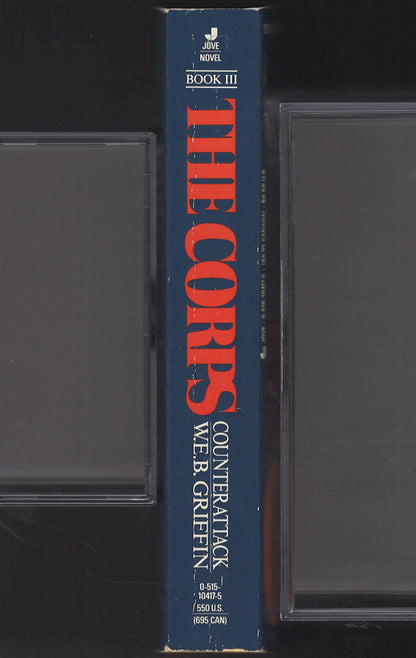 J
JOVE
NOVEL
BOOK III
THE CORPS
COUNTERATTACK
W.E.B. GRIFFIN
0-515-
10417-5
550 U.S.
(695 CAN)